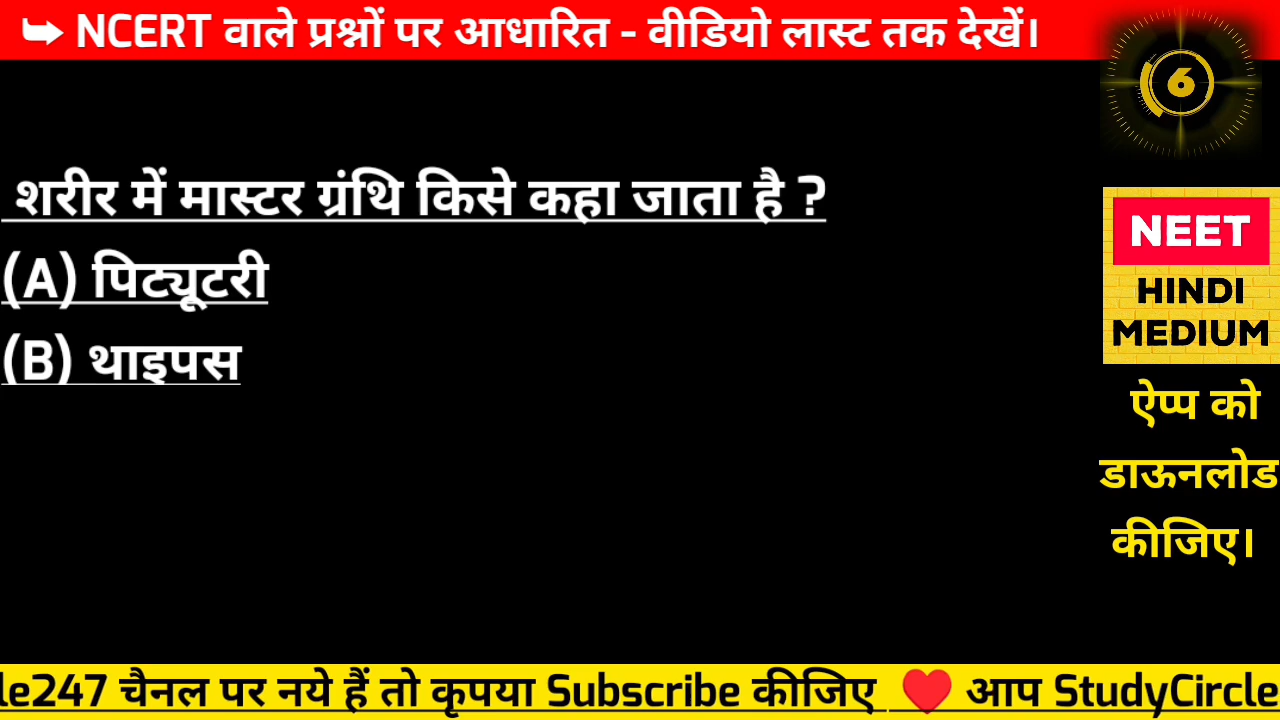 ➥ NCERT वाले प्रश्नों पर आधारित - वीडियो लास्ट तक देखें।
6
शरीर में मास्टर ग्रंथि किसे कहा जाता है ?
(A) पिट्यूटरी
(B) थाइपस
NEET
HINDI
MEDIUM
ऐप्प को
डाऊनलोड
कीजिए।
le247 चैनल पर नये हैं तो कृपया Subscribe कीजिए ❤️ आप StudyCircle